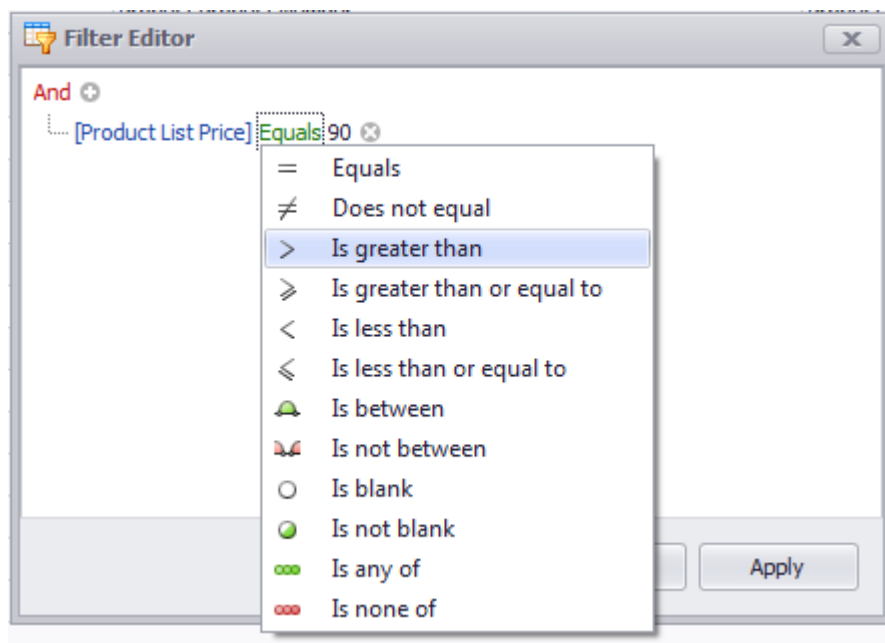 Filter Editor
And
[Product List Price] Equals 90
= Equals
≠ Does not equal
> Is greater than
⩾ Is greater than or equal to
< Is less than
⩽ Is less than or equal to
Is between
Is not between
Is blank
Is not blank
Is any of
Apply
Is none of